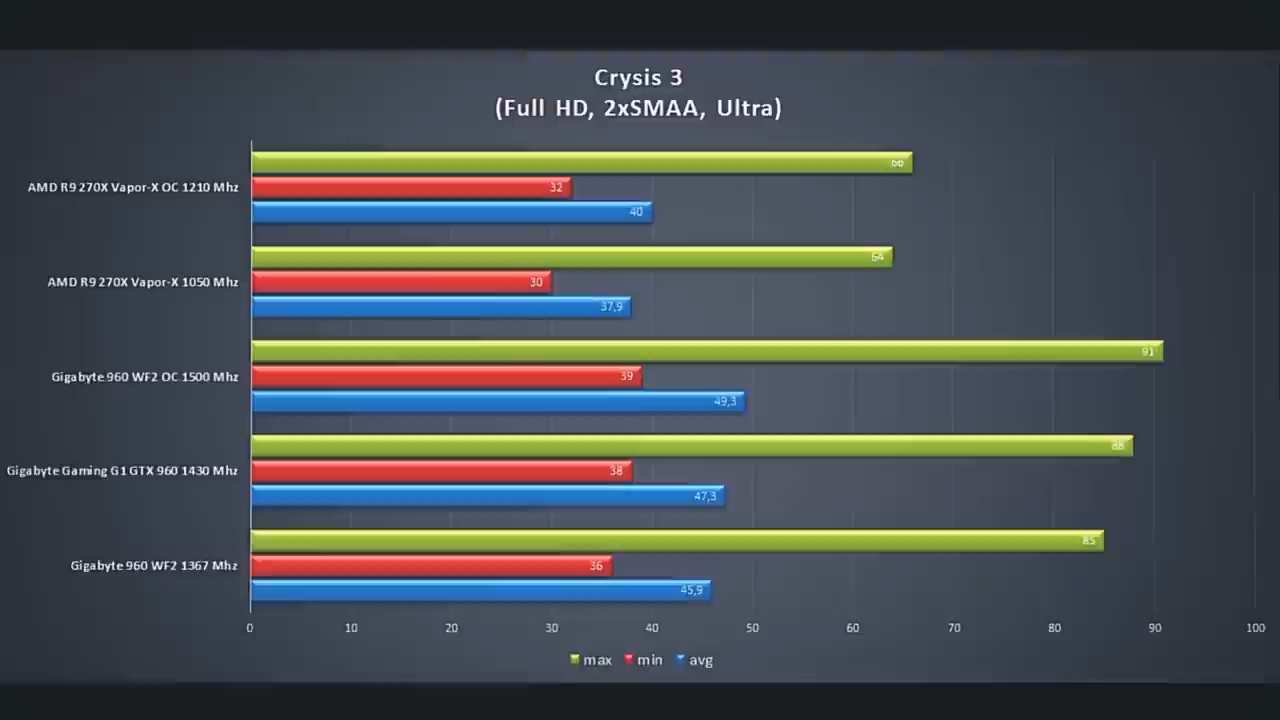 Crysis 3
(Full HD, 2xSMAA, Ultra)
66
AMD R9 270X Vapor-X OC 1210 Mhz
32
40
64
AMD R9 270X Vapor-X 1050 Mhz
30
37,9
91
Gigabyte 960 WF2 OC 1500 Mhz
39
49,3
88
Gigabyte Gaming G1 GTX 960 1430 Mhz
38
47,3
85
Gigabyte 960 WF2 1367 Mhz
36
45,9
0 10 20 30 40 50 60 70 80 90 100
max min avg